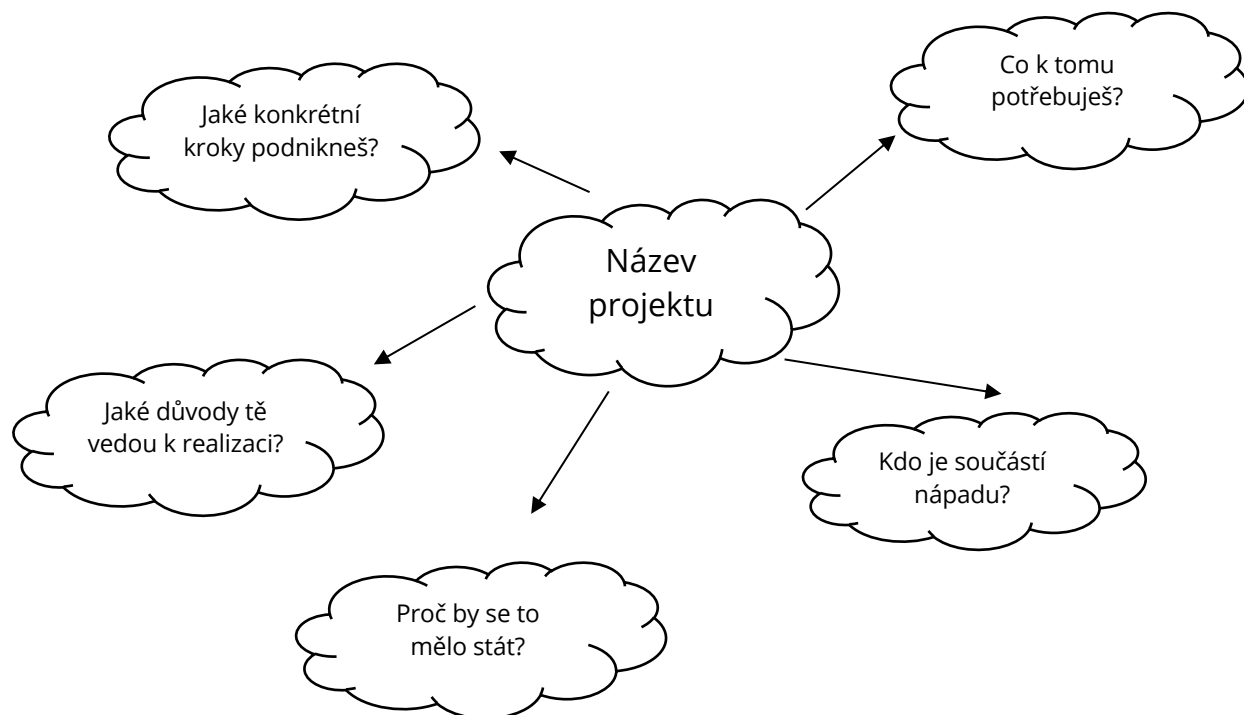 Co k tomu
potřebuješ?
Jaké konkrétní
kroky podnikneš?
Název
projektu
Jaké důvody tě
vedou k realizaci?
Kdo je součástí
nápadu?
Proč by se to
mělo stát?